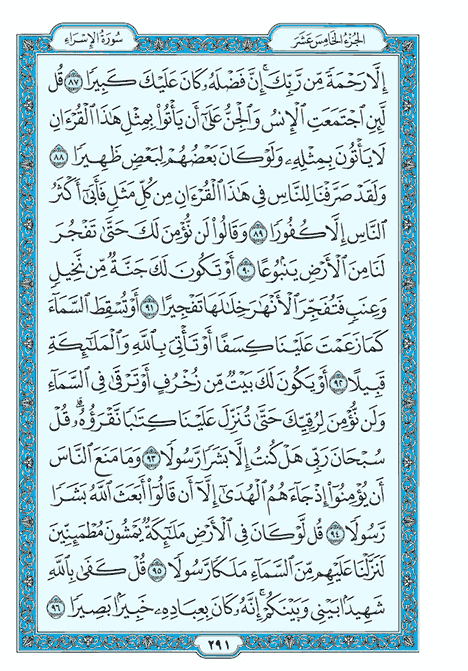 الجزء الخامس عشر
سورة الإسراء
إِلَّا رَحْمَةً مِّن رَّبِّكَ ۚ إِنَّ فَضْلَهُۥ كَانَ عَلَيْكَ كَبِيرًا ٨٧ قُل
لَّئِنِ ٱجْتَمَعَتِ ٱلْإِنسُ وَٱلْجِنُّ عَلَىٰٓ أَن يَأْتُوا۟ بِمِثْلِ هَٰذَا ٱلْقُرْءَانِ
لَا يَأْتُونَ بِمِثْلِهِۦ وَلَوْ كَانَ بَعْضُهُمْ لِبَعْضٍ ظَهِيرًا ٨٨
وَلَقَدْ صَرَّفْنَا لِلنَّاسِ فِى هَٰذَا ٱلْقُرْءَانِ مِن كُلِّ مَثَلٍ فَأَبَىٰٓ أَكْثَرُ
ٱلنَّاسِ إِلَّا كُفُورًا ٨٩ وَقَالُوا۟ لَن نُّؤْمِنَ لَكَ حَتَّىٰ تَفْجُرَ
لَنَا مِنَ ٱلْأَرْضِ يَنۢبُوعًا ٩٠ أَوْ تَكُونَ لَكَ جَنَّةٌ مِّن نَّخِيلٍ
وَعِنَبٍ فَتُفَجِّرَ ٱلْأَنْهَٰرَ خِلَٰلَهَا تَفْجِيرًا ٩١ أَوْ تُسْقِطَ ٱلسَّمَآءَ
كَمَا زَعَمْتَ عَلَيْنَا كِسَفًا أَوْ تَأْتِىَ بِٱللَّهِ وَٱلْمَلَٰٓئِكَةِ
قَبِيلًا ٩٢ أَوْ يَكُونَ لَكَ بَيْتٌ مِّن زُخْرُفٍ أَوْ تَرْقَىٰ فِى ٱلسَّمَآءِ
وَلَن نُّؤْمِنَ لِرُقِيِّكَ حَتَّىٰ تُنَزِّلَ عَلَيْنَا كِتَٰبًا نَّقْرَؤُهُۥ ۗ قُلْ
سُبْحَانَ رَبِّى هَلْ كُنتُ إِلَّا بَشَرًا رَّسُولًا ٩٣ وَمَا مَنَعَ ٱلنَّاسَ
أَن يُؤْمِنُوٓا۟ إِذْ جَآءَهُمُ ٱلْهُدَىٰٓ إِلَّآ أَن قَالُوٓا۟ أَبَعَثَ ٱللَّهُ بَشَرًا
رَّسُولًا ٩٤ قُل لَّوْ كَانَ فِى ٱلْأَرْضِ مَلَٰٓئِكَةٌ يَمْشُونَ مُطْمَئِنِّينَ
لَنَزَّلْنَا عَلَيْهِم مِّنَ ٱلسَّمَآءِ مَلَكًا رَّسُولًا ٩٥ قُلْ كَفَىٰ بِٱللَّهِ
شَهِيدًۢا بَيْنِى وَبَيْنَكُمْ ۚ إِنَّهُۥ كَانَ بِعِبَادِهِۦ خَبِيرًۢا بَصِيرًا ٩٦
٢٩١